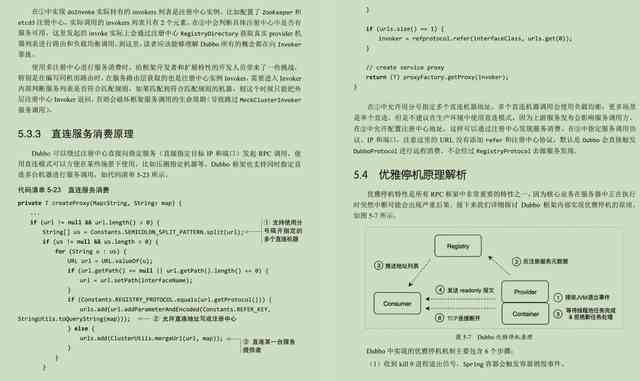 在①中实现 doInvoke 实际持有的 invokers 列表是注册中心实例，比如配置了 ZooKeeper 和
etcd3 注册中心，实际调用的 invokers 列表只有 2 个元素。在②中会判断具体注册中心中是否有
服务可用，这里发起的 invoke 实际上会通过注册中心 RegistryDirectory 获取真实 provider 机
器列表进行路由和负载均衡调用。到这里，读者应该能够理解 Dubbo 所有的概念都在向 Invoker
靠拢。
使用多注册中心进行服务消费时，给框架开发者和扩展特性的开发人员带来了一些挑战，
特别是在编写同机房路由时，在服务路由层获取的也是注册中心实例 Invoker，需要进入 Invoker
内部判断服务列表是否符合匹配规则，如果匹配到符合匹配规则的机器，则这个时候只能把外
层注册中心 Invoker 返回，否则会破坏框架服务调用的生命周期（导致跳过 MockClusterInvoker
服务调用）。
5.3.3 直连服务消费原理
Dubbo 可以绕过注册中心直接向指定服务（直接指定目标 IP 和端口）发起 RPC 调用，使
用直连模式可以方便在某些场景下使用，比如压测指定机器等。Dubbo 框架也支持同时指定直
连多台机器进行服务调用，如代码清单 5-23 所示。
代码清单 5-23 直连服务消费
private T createProxy(Map<String, String> map) {
...
if (url != null && url.length() > 0) {
String[] us = Constants.SEMICOLON_SPLIT_PATTERN.split(url);
① 支持使用分号隔开指定的多个直连机器
if (us != null && us.length > 0) {
for (String u : us) {
URL url = URL.valueOf(u);
if (url.getPath() == null || url.getPath().length() == 0) {
url = url.setPath(interfaceName);
}
if (Constants.REGISTRY_PROTOCOL.equals(url.getProtocol())) {
urls.add(url.addParameterAndEncoded(Constants.REFER_KEY,
StringUtils.toQueryString(map))); ② 允许直连地址写成注册中心
} else {
urls.add(ClusterUtils.mergeUrl(url, map)); ③ 直连某一台服务提供者
}
}
}
}
if (urls.size() == 1) {
invoker = refprotocol.refer(interfaceClass, urls.get(0));
}
// create service proxy
return (T) proxyFactory.getProxy(invoker);
}
在①中允许用分号指定多个直连机器地址，多个直连机器调用会使用负载均衡，更多场景
是单个直连，但是不建议在生产环境中使用直连模式，因为上游服务发布会影响服务调用方。
在②中允许配置注册中心地址，这样可以通过注册中心发现服务消费。在③中指定服务调用协
议、IP 和端口，注意这里的 URL 没有添加 refer 和注册中心协议，默认是 Dubbo 会直接触发
DubboProtocol 进行远程消费，不会经过 RegistryProtocol 去做服务发现。
5.4 优雅停机原理解析
优雅停机特性是所有 RPC 框架中非常重要的特性之一，因为核心业务在服务器中正在执行
时突然中断可能会出现严重后果，接下来我们详细探讨 Dubbo 框架内部实现优雅停机的原理，
如图 5-7 所示。
Registry
③ 推送地址列表
② 反注册服务元数据
④ 发送 readonly 报文
Consumer
Provider
Container
① 接收JVM退出事件
⑤ 等待线程池任务完成& 拒绝新任务处理
⑥ TCP连接断开
图 5-7 Dubbo 优雅停机原理
Dubbo 中实现的优雅停机机制主要包含 6 个步骤：
（1）收到 kill 9 进程退出信号，Spring 容器会触发容器销毁事件。